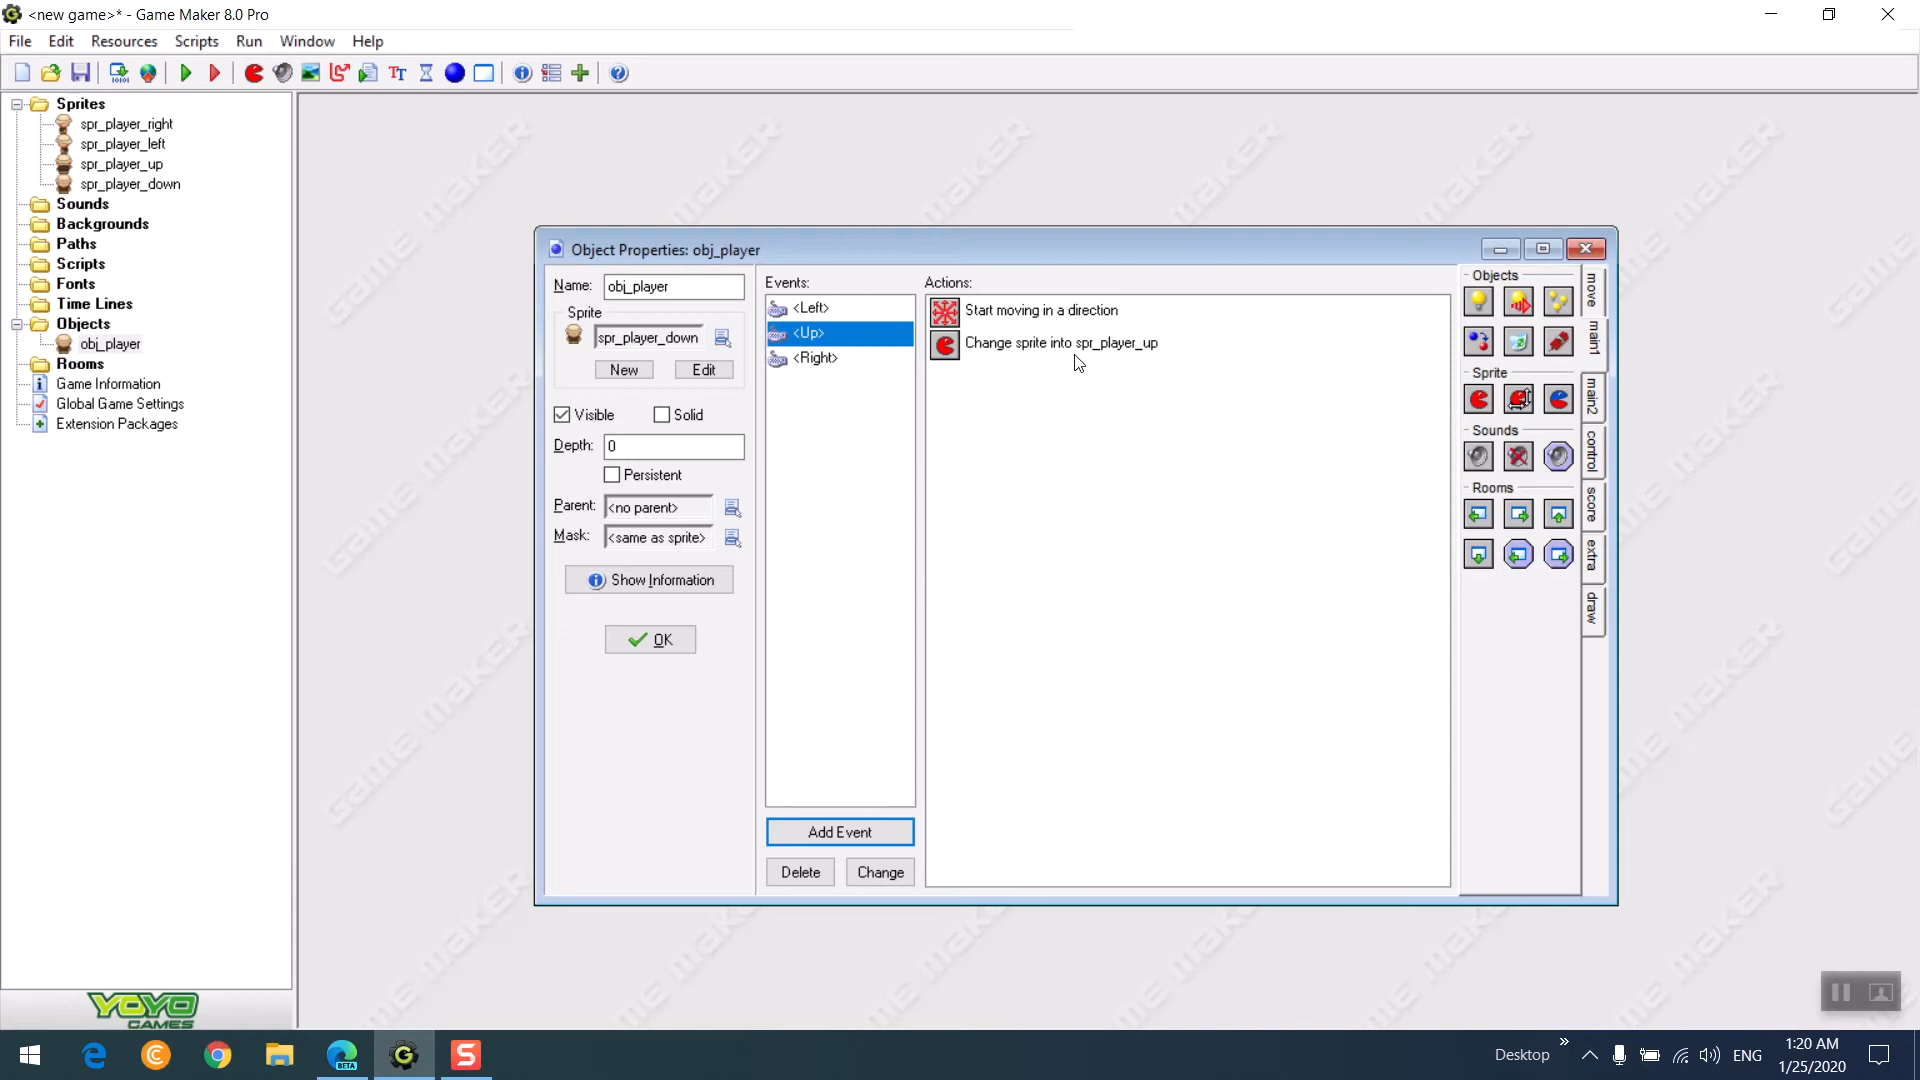 <new game>* - Game Maker 8.0 Pro
File Edit Resources Scripts Run Window Help
Sprites
spr_player_right
spr_player_left
spr_player_up
spr_player_down
Sounds
Backgrounds
Paths
Scripts
Fonts
Time Lines
Objects
obj_player
Rooms
Game Information
Global Game Settings
Extension Packages
YOYO
GAMES
Object Properties: obj_player
Name: obj_player
Sprite
spr_player_down
New Edit
Visible Solid
Depth: 0
Persistent
Parent: <no parent>
Mask: <same as sprite>
Show Information
OK
Events:
<Left>
<Up>
<Right>
Add Event
Delete Change
Actions:
Start moving in a direction
Change sprite into spr_player_up
Objects
Sprite
Sounds
Rooms
move
main1
main2
control
score
extra
draw
GAME MAKER
BETA
Desktop
ENG
1:20 AM
1/25/2020